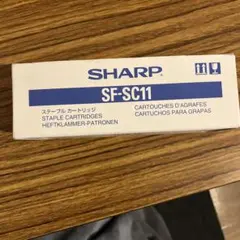 SHARP
SF-SC11
ステープル カートリッジ
STAPLE CARTRIDGES
HEFTKLAMMER-PATRONEN
CARTOUCHES D'AGRAFES
CARTUCHOS PARA GRAPAS